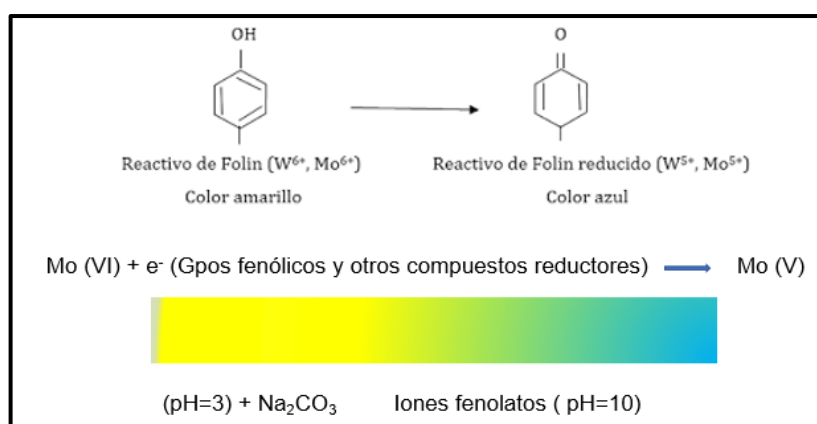 OH
O
Reactivo de Folin (W⁶⁺, Mo⁶⁺)
Reactivo de Folin reducido (W⁵⁺, Mo⁵⁺)
Color amarillo
Color azul
Mo (VI) + e⁻ (Gpos fenólicos y otros compuestos reductores) ⟶ Mo (V)
(pH=3) + Na₂CO₃
Iones fenolatos ( pH=10)